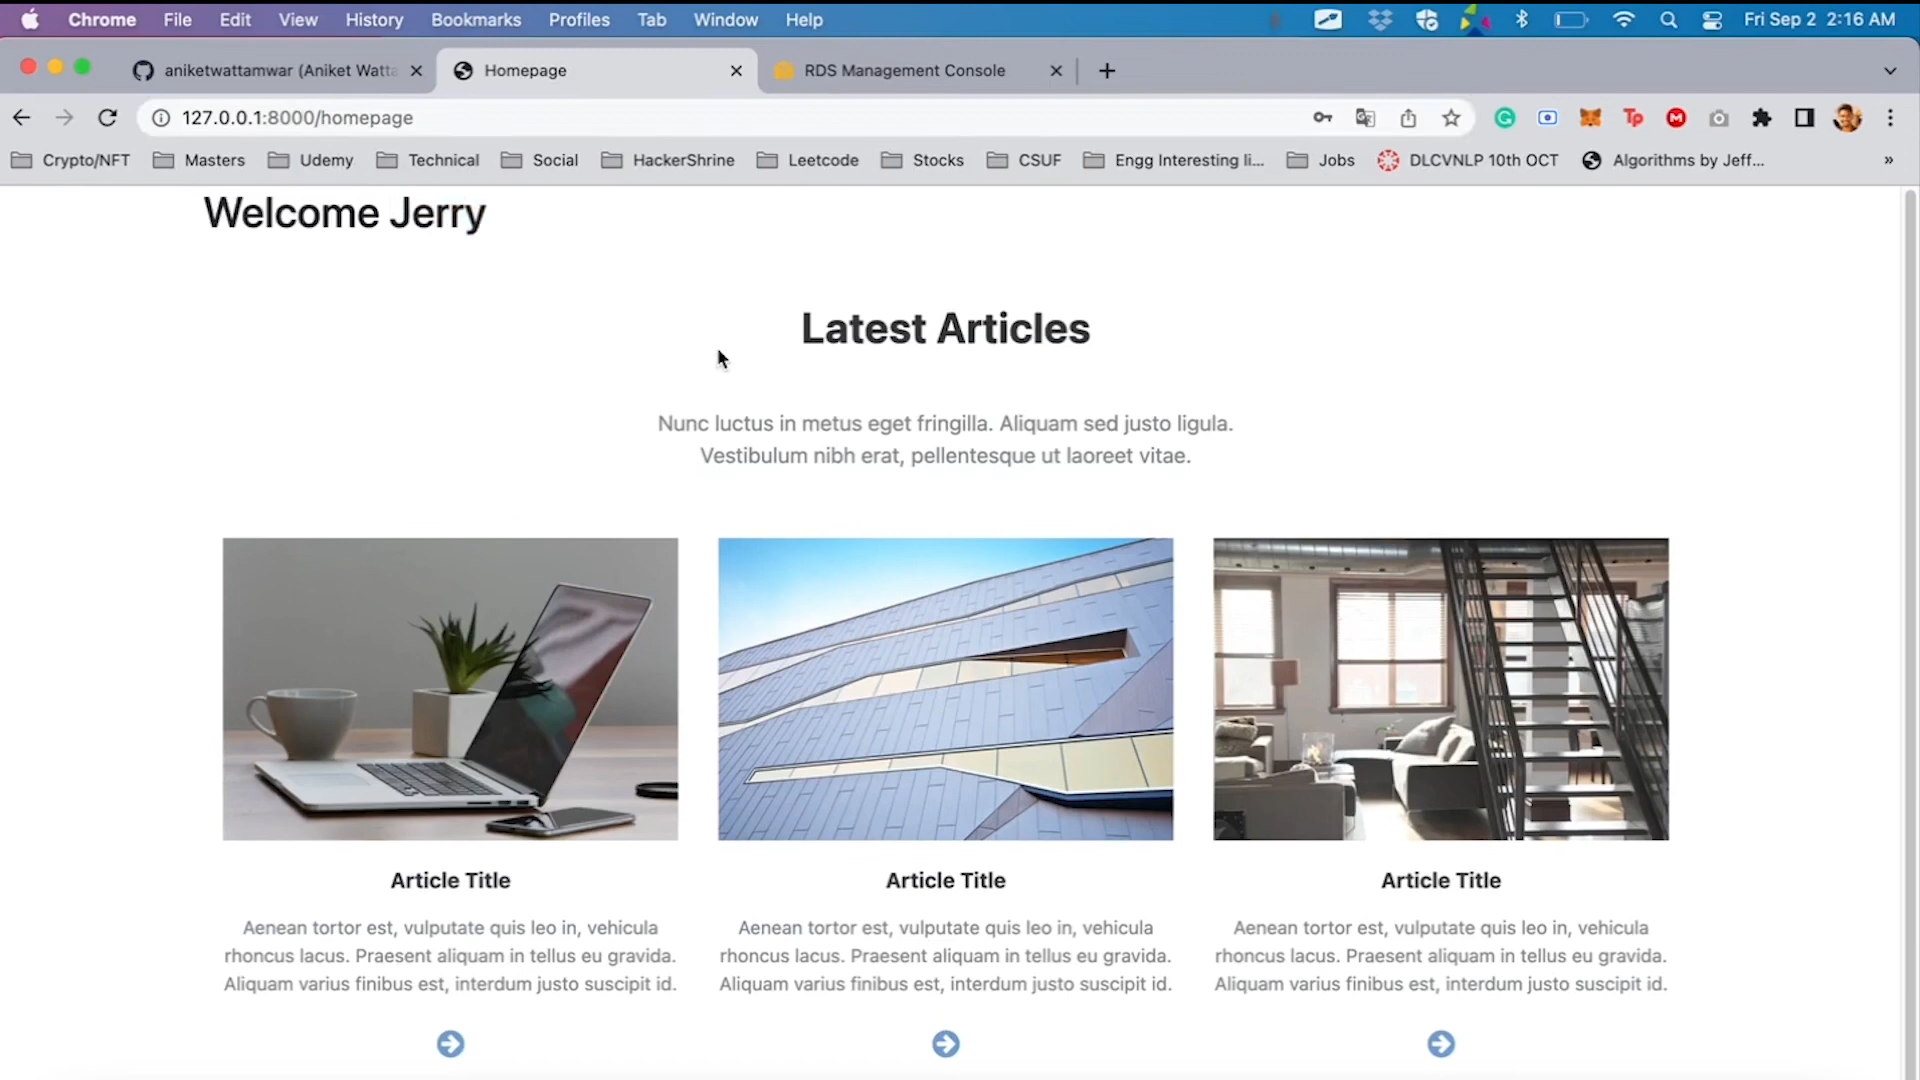 Chrome File Edit View History Bookmarks Profiles Tab Window Help Fri Sep 2 2:16 AM
aniketwattamwar (Aniket Watta Homepage RDS Management Console
127.0.0.1:8000/homepage
Crypto/NFT Masters Udemy Technical Social HackerShrine Leetcode Stocks CSUF Engg Interesting li... Jobs DLCVNLP 10th OCT Algorithms by Jeff... »
Welcome Jerry
Latest Articles
Nunc luctus in metus eget fringilla. Aliquam sed justo ligula.
Vestibulum nibh erat, pellentesque ut laoreet vitae.
Article Title
Aenean tortor est, vulputate quis leo in, vehicula
rhoncus lacus. Praesent aliquam in tellus eu gravida.
Aliquam varius finibus est, interdum justo suscipit id.
Article Title
Aenean tortor est, vulputate quis leo in, vehicula
rhoncus lacus. Praesent aliquam in tellus eu gravida.
Aliquam varius finibus est, interdum justo suscipit id.
Article Title
Aenean tortor est, vulputate quis leo in, vehicula
rhoncus lacus. Praesent aliquam in tellus eu gravida.
Aliquam varius finibus est, interdum justo suscipit id.